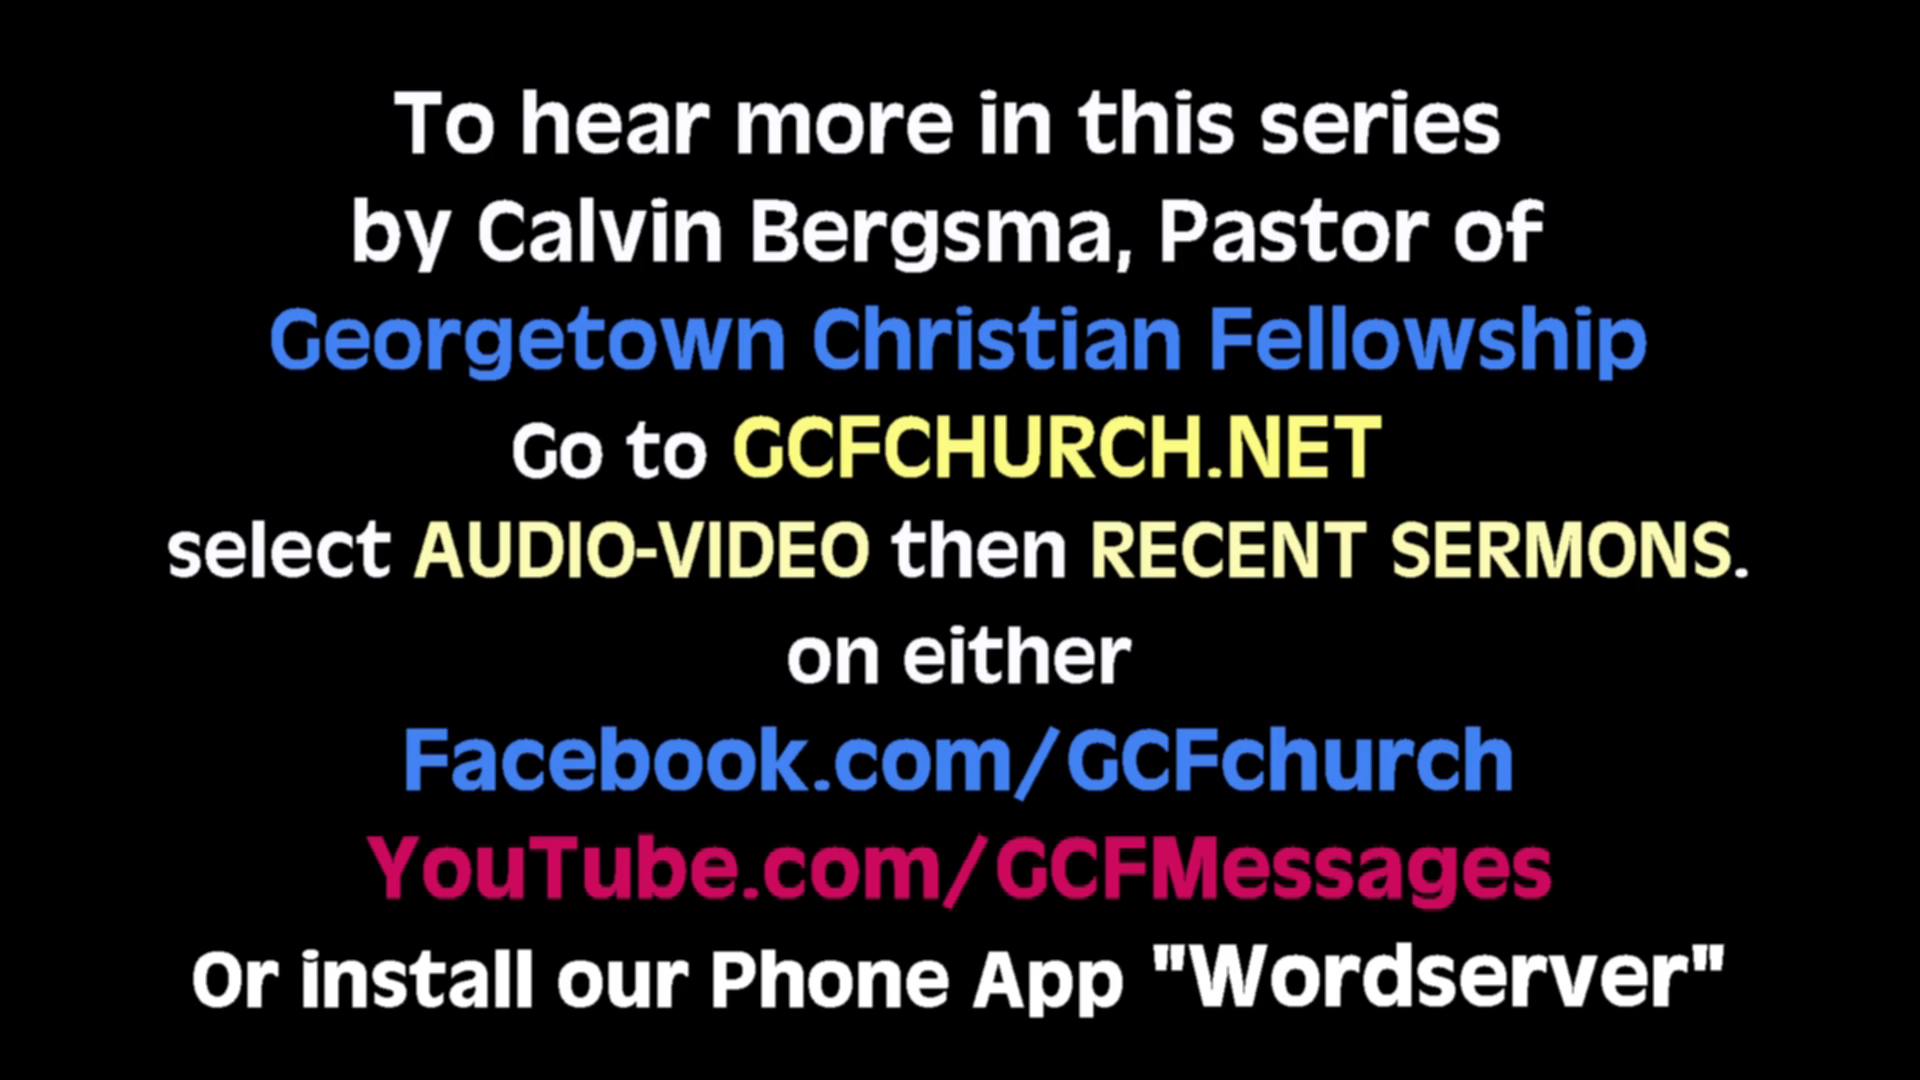 To hear more in this series
by Calvin Bergsma, Pastor of
Georgetown Christian Fellowship
Go to GCFCHURCH.NET
select AUDIO-VIDEO then RECENT SERMONS.
on either
Facebook.com/GCFchurch
YouTube.com/GCFMessages
Or install our Phone App "Wordserver"